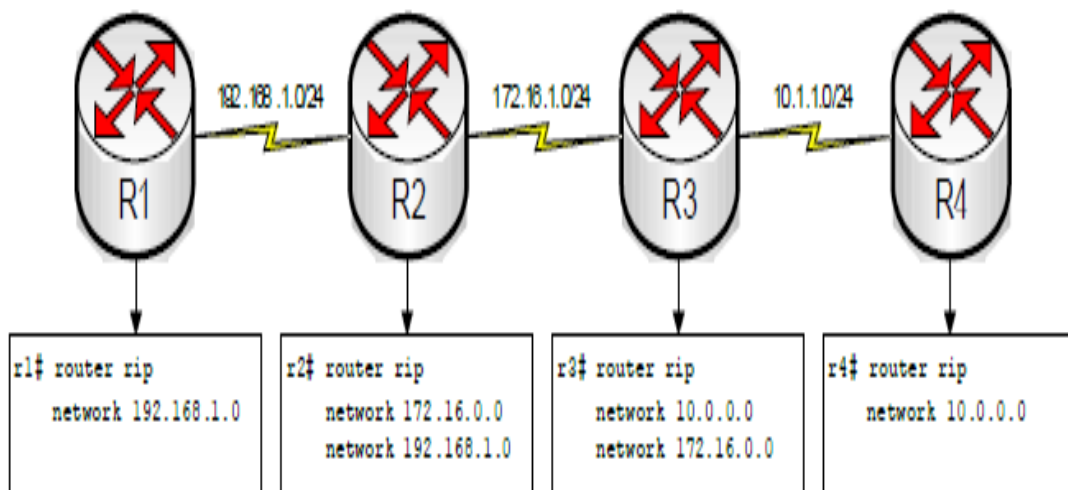 192.168.1.0/24
172.16.1.0/24
10.1.1.0/24
R1
R2
R3
R4
r1# router rip
network 192.168.1.0
r2# router rip
network 172.16.0.0
network 192.168.1.0
r3# router rip
network 10.0.0.0
network 172.16.0.0
r4# router rip
network 10.0.0.0